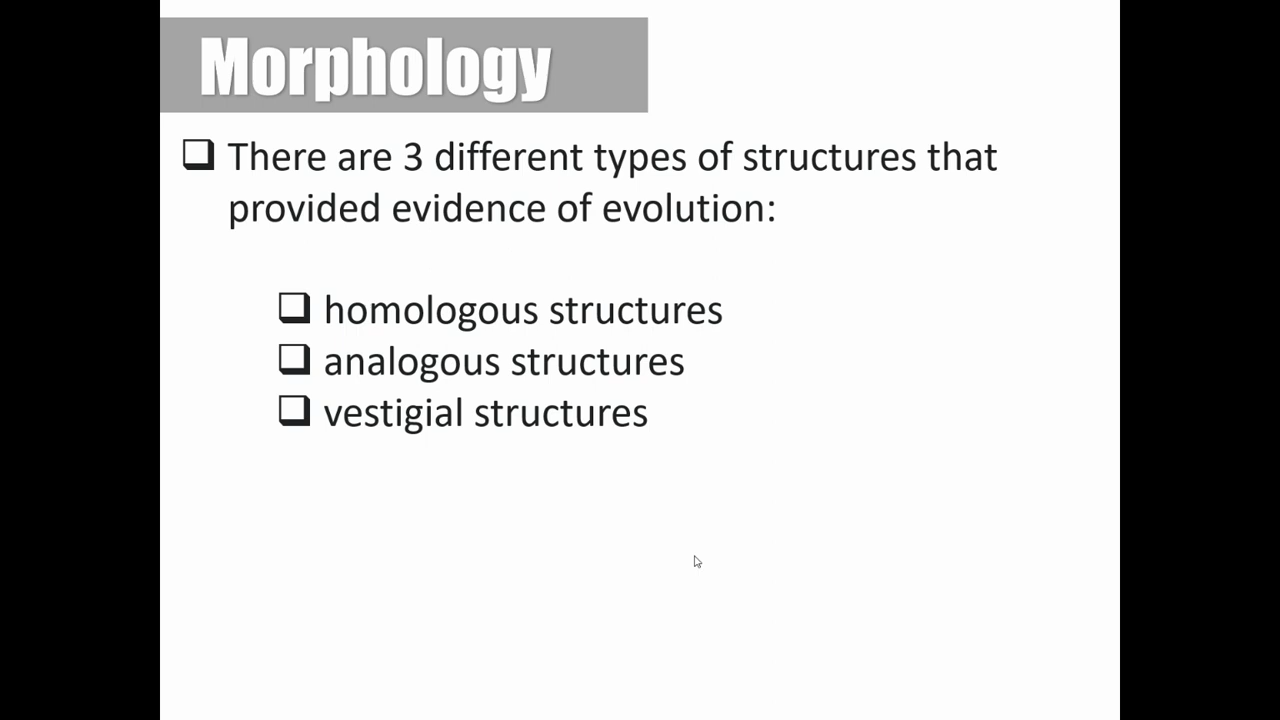 Morphology
There are 3 different types of structures that
provided evidence of evolution:
homologous structures
analogous structures
vestigial structures